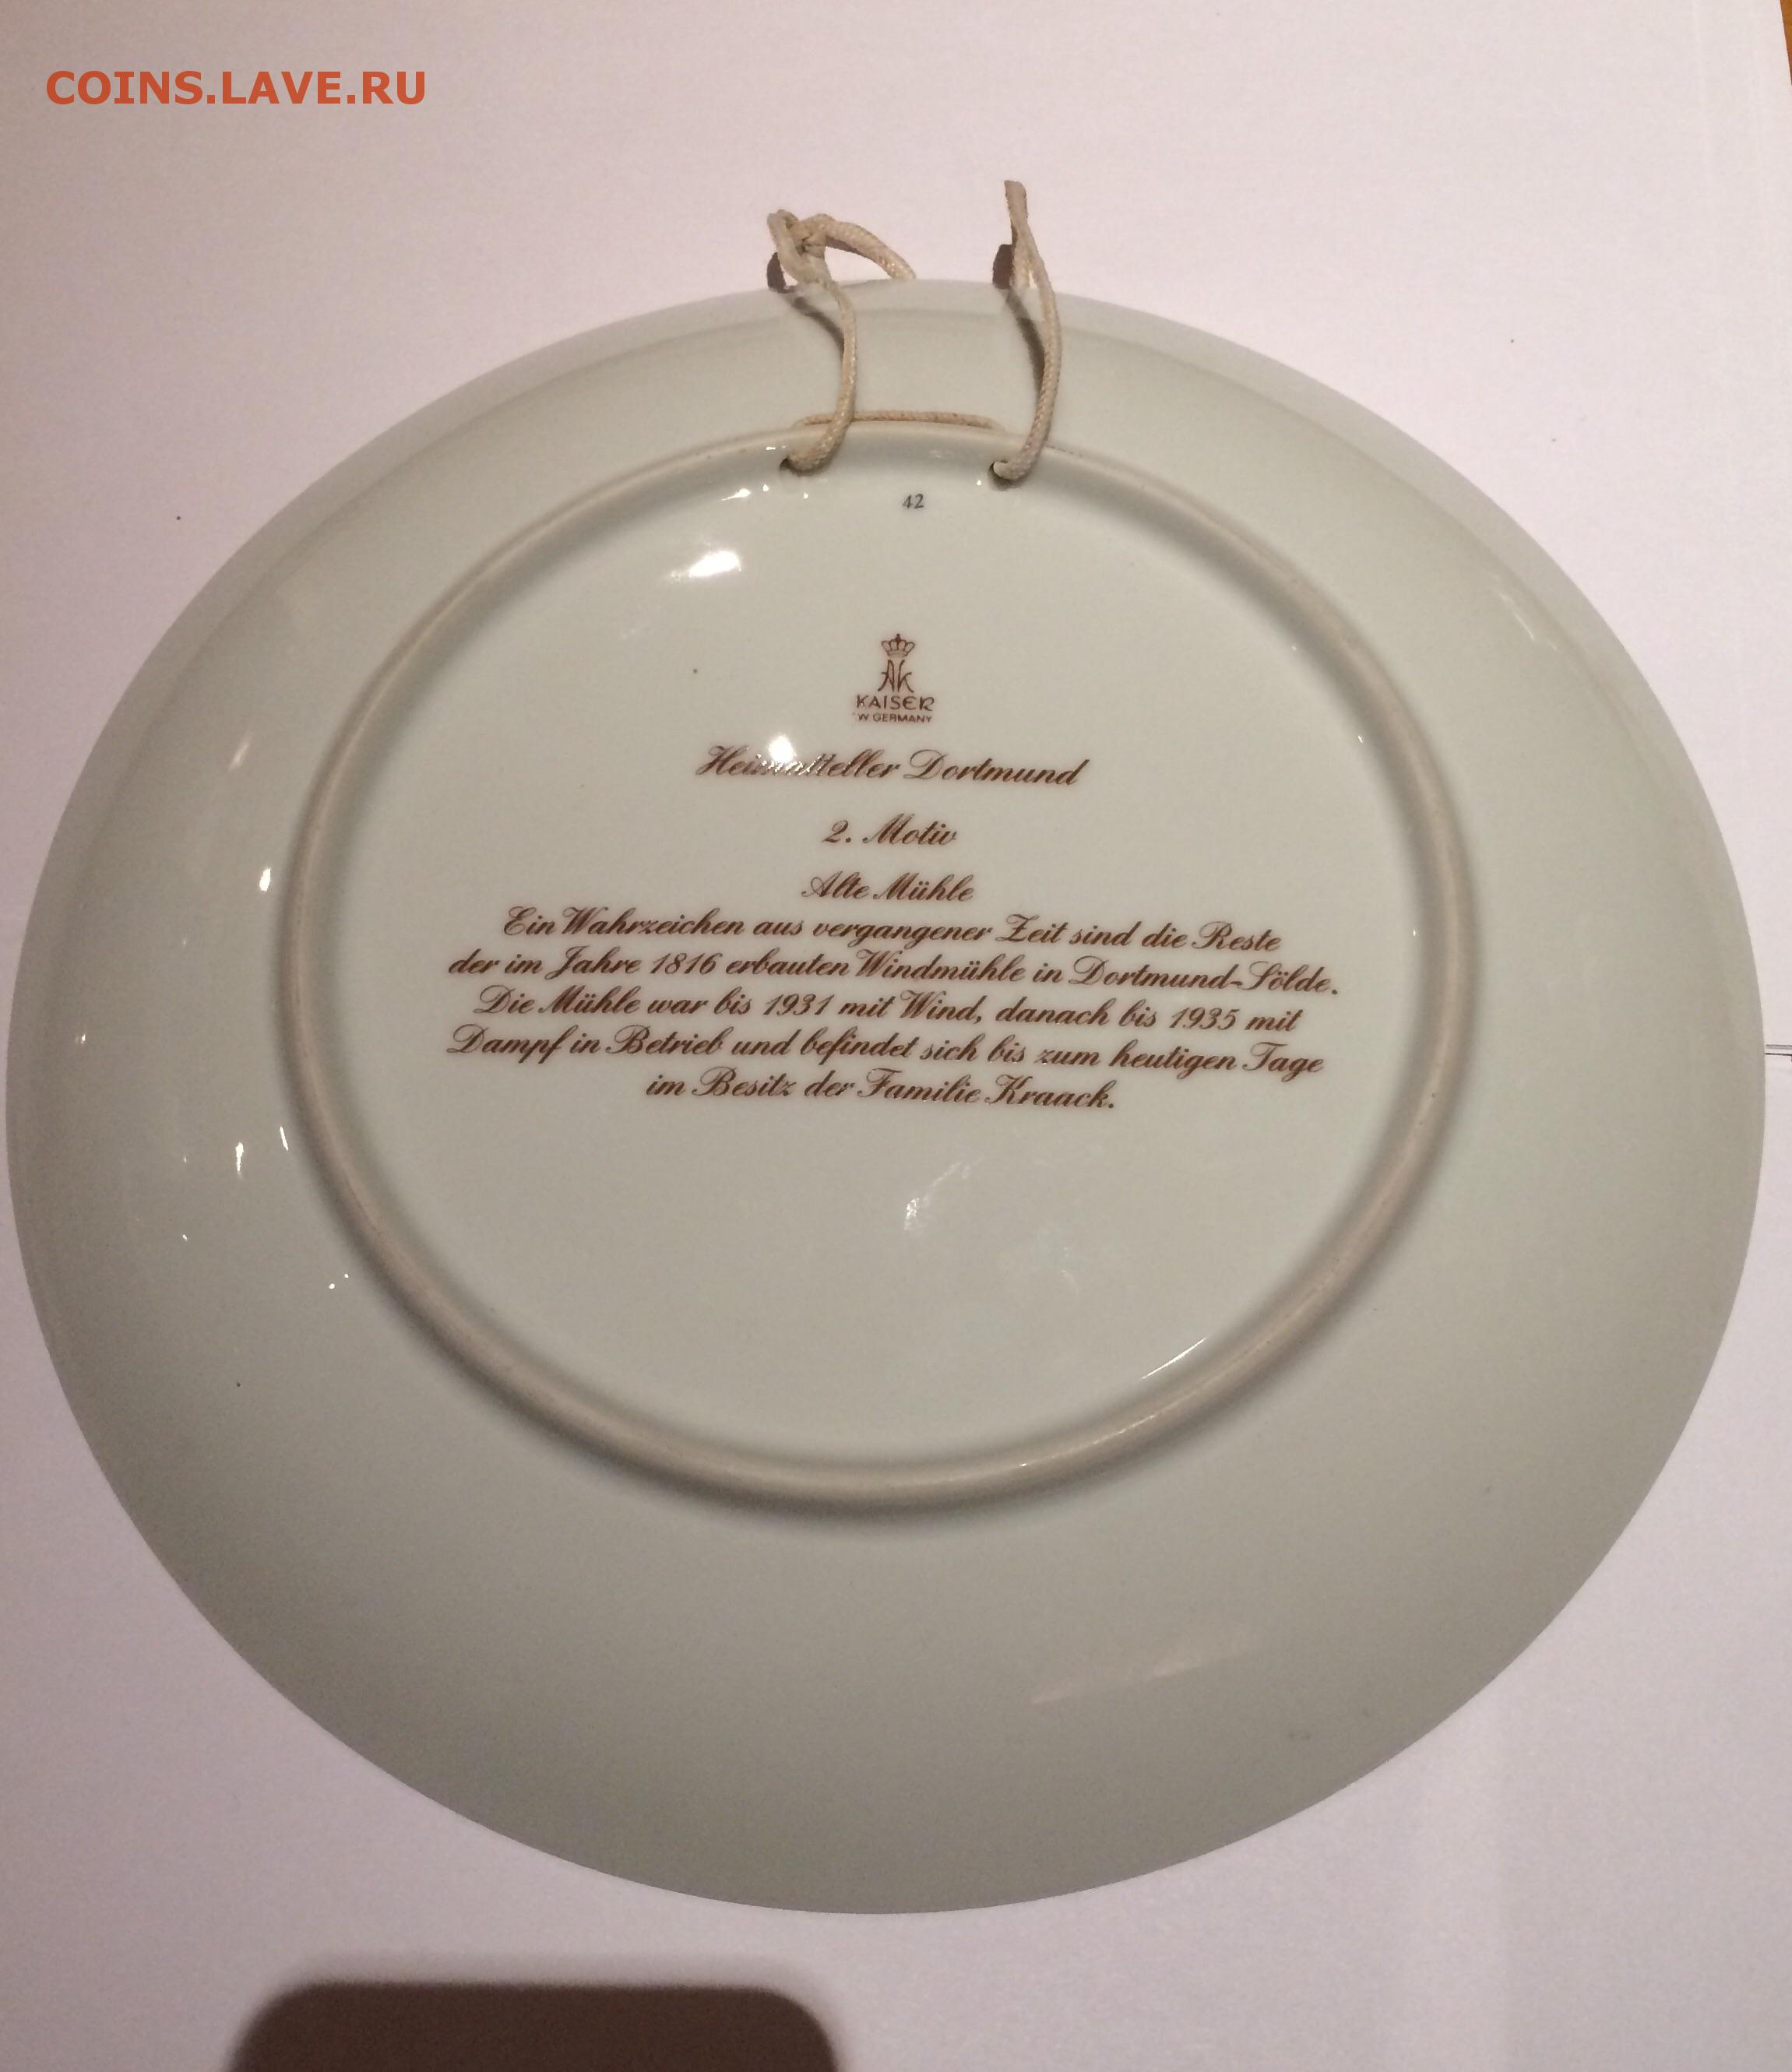 COINS.LAVE.RU
42
AK
KAISER
W.GERMANY
Heimatteller Dortmund
2. Motiv
Alte Mühle
Ein Wahrzeichen aus vergangener Zeit sind die Reste
der im Jahre 1816 erbauten Windmühle in Dortmund-Sölde.
Die Mühle war bis 1931 mit Wind, danach bis 1935 mit
Dampf in Betrieb und befindet sich bis zum heutigen Tage
im Besitz der Familie Kraack.